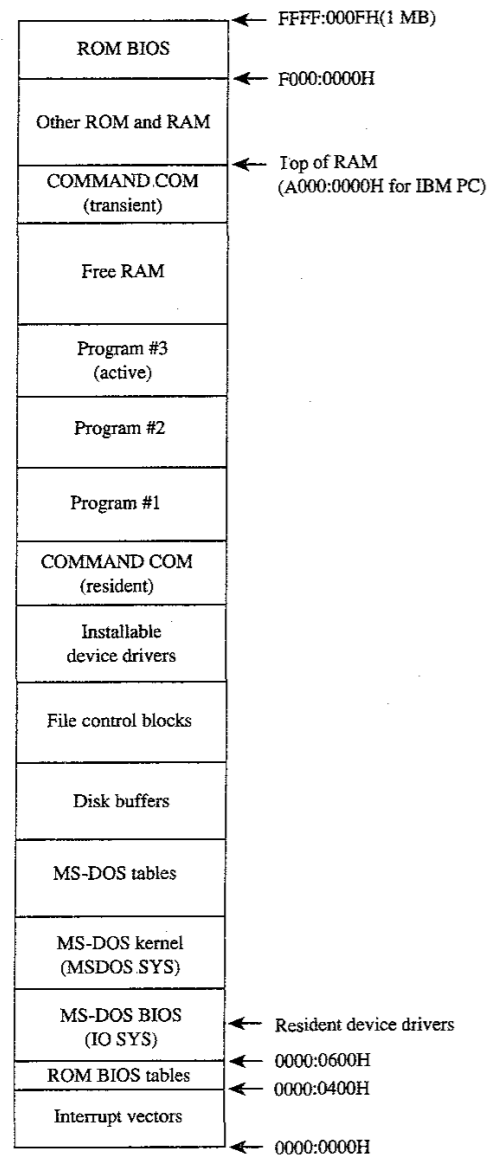 FFFF:000FH(1 MB)
ROM BIOS
F000:0000H
Other ROM and RAM
Top of RAM
(A000:0000H for IBM PC)
COMMAND.COM
(transient)
Free RAM
Program #3
(active)
Program #2
Program #1
COMMAND COM
(resident)
Installable
device drivers
File control blocks
Disk buffers
MS-DOS tables
MS-DOS kernel
(MSDOS.SYS)
MS-DOS BIOS
(IO SYS)
Resident device drivers
0000:0600H
ROM BIOS tables
0000:0400H
Interrupt vectors
0000:0000H